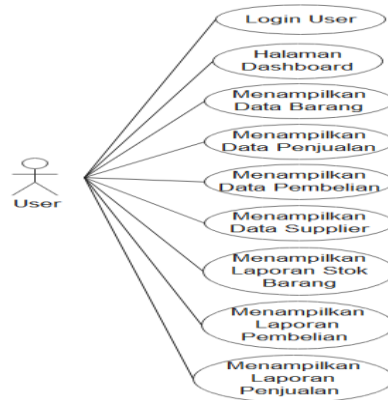 Login User
Halaman
Dashboard
Menampilkan
Data Barang
Menampilkan
Data Penjualan
Menampilkan
Data Pembelian
Menampilkan
Data Supplier
Menampilkan
Laporan Stok
Barang
Menampilkan
Laporan
Pembelian
Menampilkan
Laporan
Penjualan
User